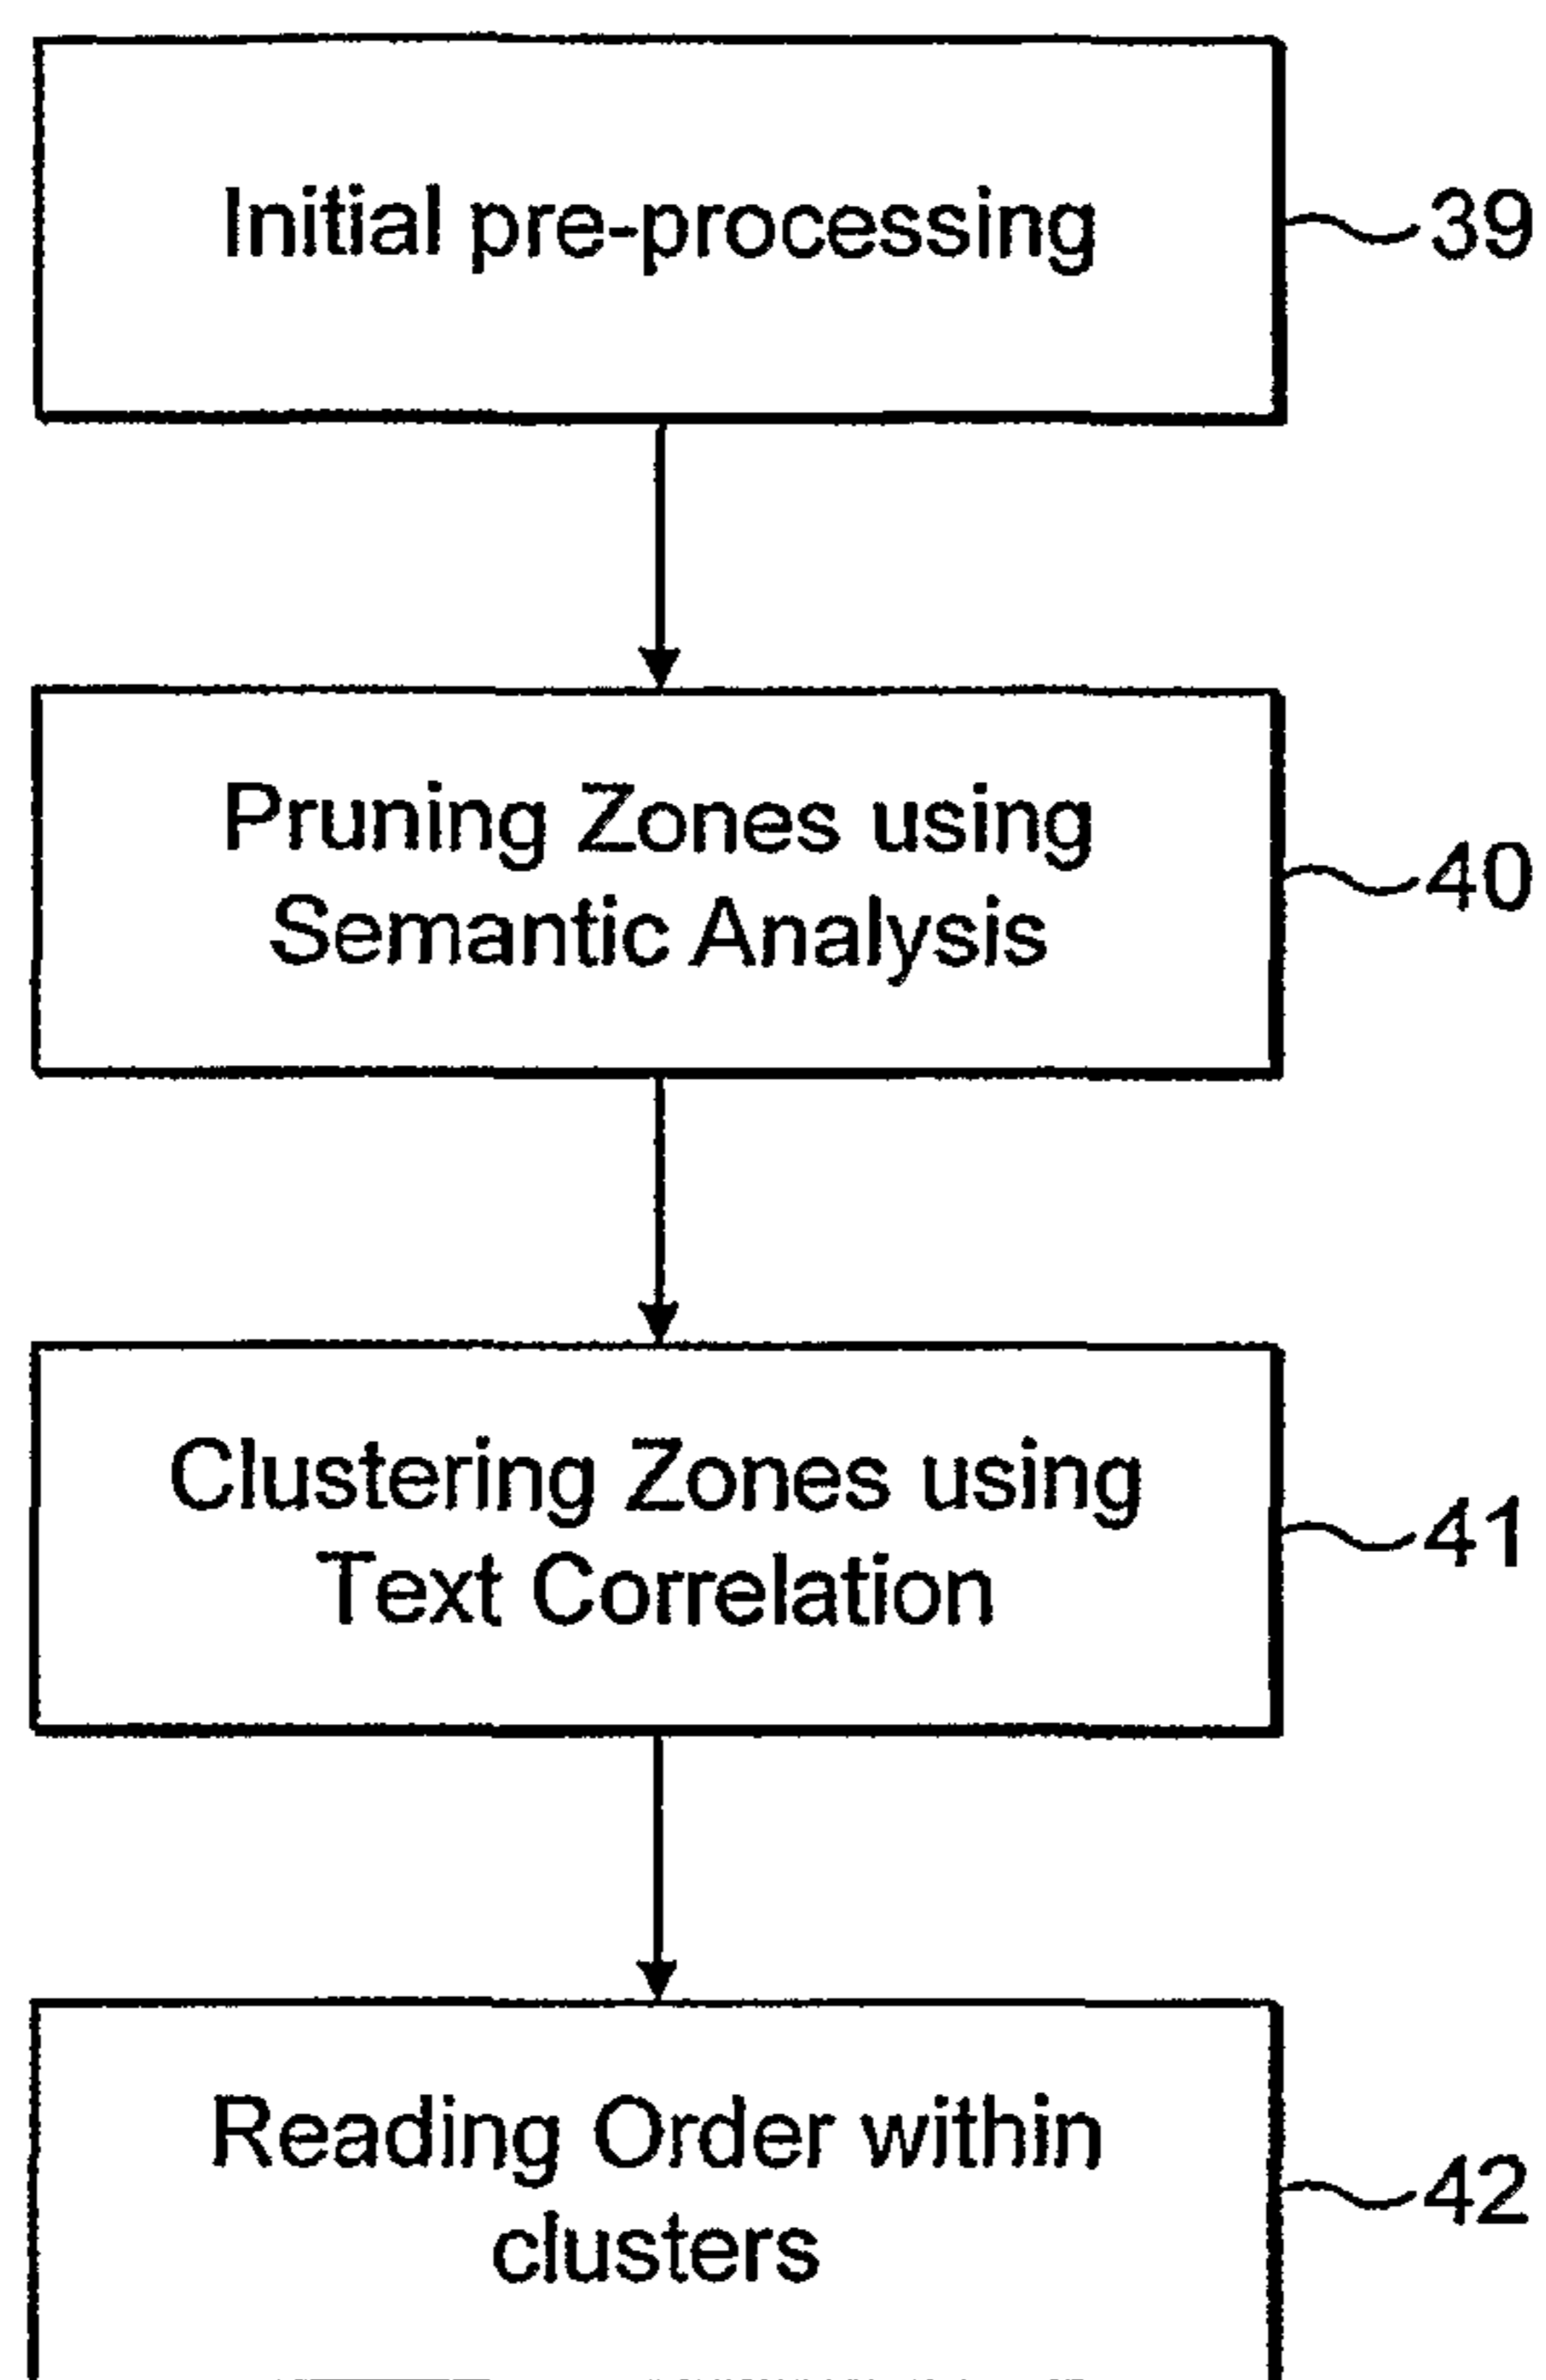 Initial pre-processing
39
Pruning Zones using
Semantic Analysis
40
Clustering Zones using
Text Correlation
41
Reading Order within
clusters
42